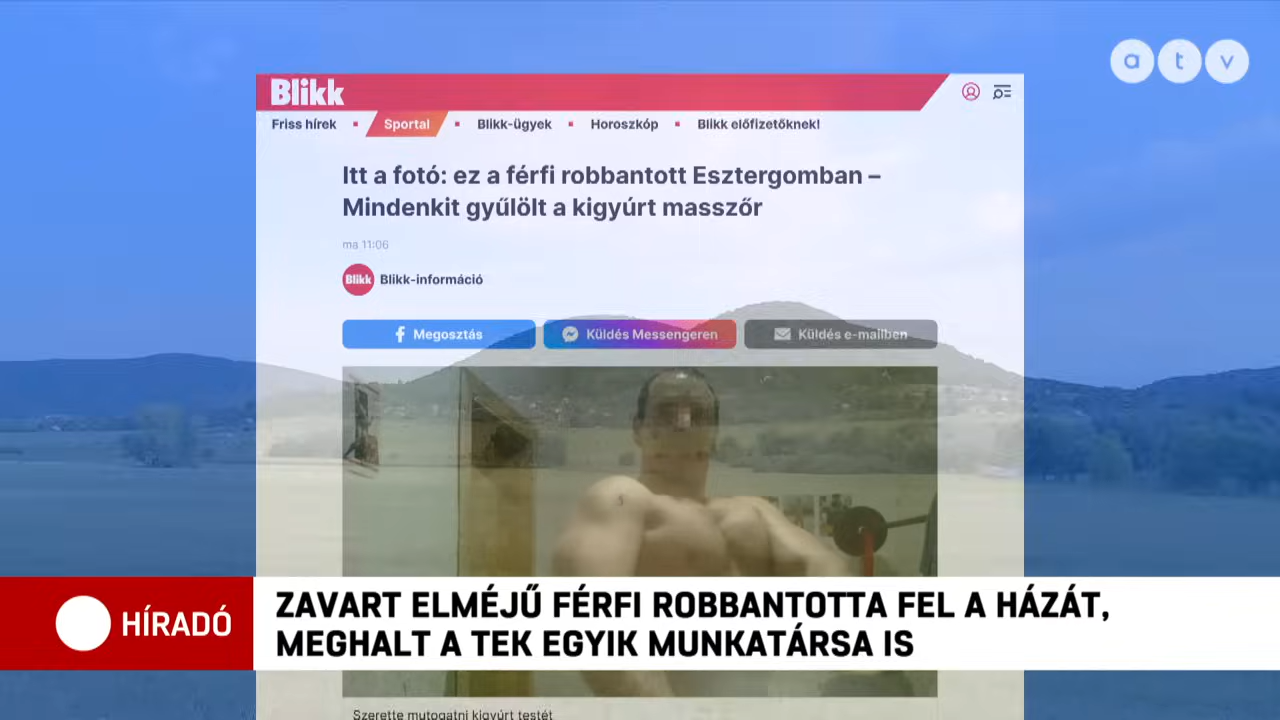 a t v
Blikk
Friss hírek ▪ Sportal ▪ Blikk-ügyek ▪ Horoszkóp ▪ Blikk előfizetőknek!
Itt a fotó: ez a férfi robbantott Esztergomban –
Mindenkit gyűlölt a kigyúrt masszőr
ma 11:06
Blikk Blikk-információ
Megosztás Küldés Messengeren Küldés e-mailben
HÍRADÓ
ZAVART ELMÉJŰ FÉRFI ROBBANTOTTA FEL A HÁZÁT,
MEGHALT A TEK EGYIK MUNKATÁRSA IS
Szerette mutogatni kigyúrt testét